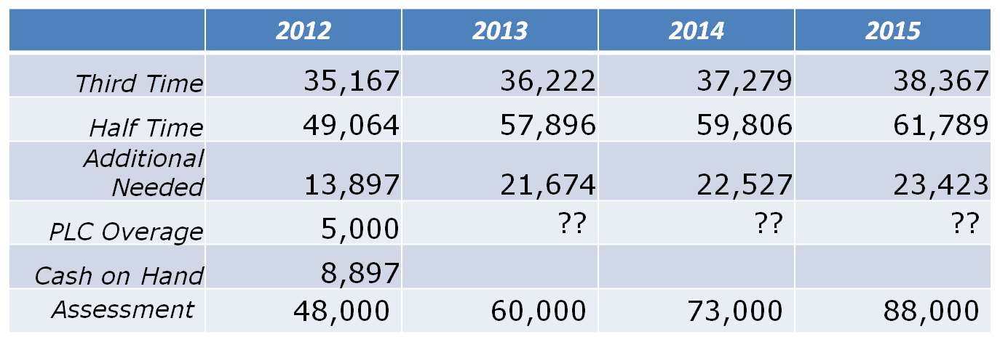 2012 2013 2014 2015
Third Time 35,167 36,222 37,279 38,367
Half Time 49,064 57,896 59,806 61,789
Additional
Needed 13,897 21,674 22,527 23,423
PLC Overage 5,000 ?? ?? ??
Cash on Hand 8,897
Assessment 48,000 60,000 73,000 88,000